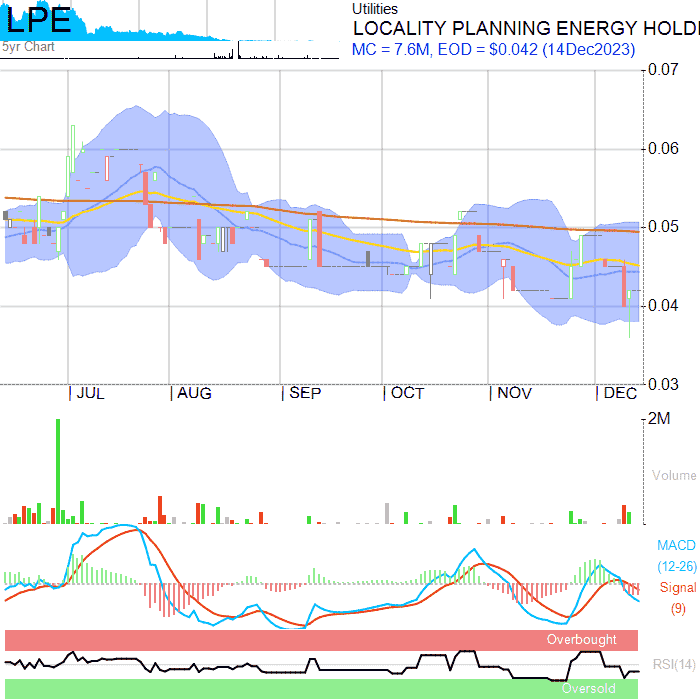 LPE
5yr Chart
Utilities
LOCALITY PLANNING ENERGY HOLDI
MC = 7.6M, EOD = $0.042 (14Dec2023)
0.07
0.06
0.05
0.04
0.03
JUL
AUG
SEP
OCT
NOV
DEC
2M
Volume
MACD
(12-26)
Signal
(9)
Overbought
RSI(14)
Oversold